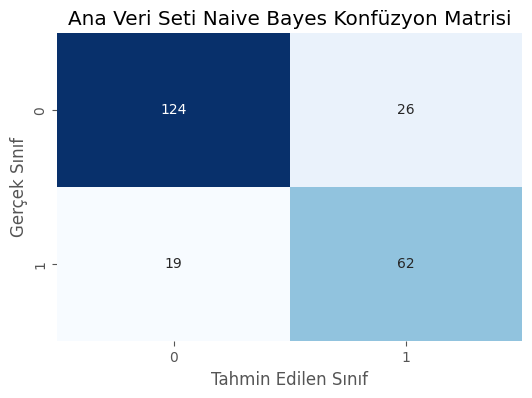 Ana Veri Seti Naive Bayes Konfüzyon Matrisi
Gerçek Sınıf
0
124
26
1
19
62
0
1
Tahmin Edilen Sınıf